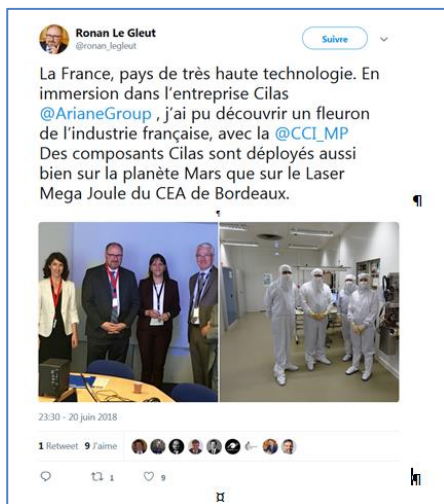 Ronan Le Gleut
@ronan_legleut
Suivre
La France, pays de très haute technologie. En
immersion dans l'entreprise Cilas
@ArianeGroup , j'ai pu découvrir un fleuron
de l'industrie française, avec la @CCI_MP
Des composants Cilas sont déployés aussi
bien sur la planète Mars que sur le Laser
Mega Joule du CEA de Bordeaux.
¶
¶
23:30 - 20 juin 2018
1 Retweet 9 J'aime
1 9
¶
¤